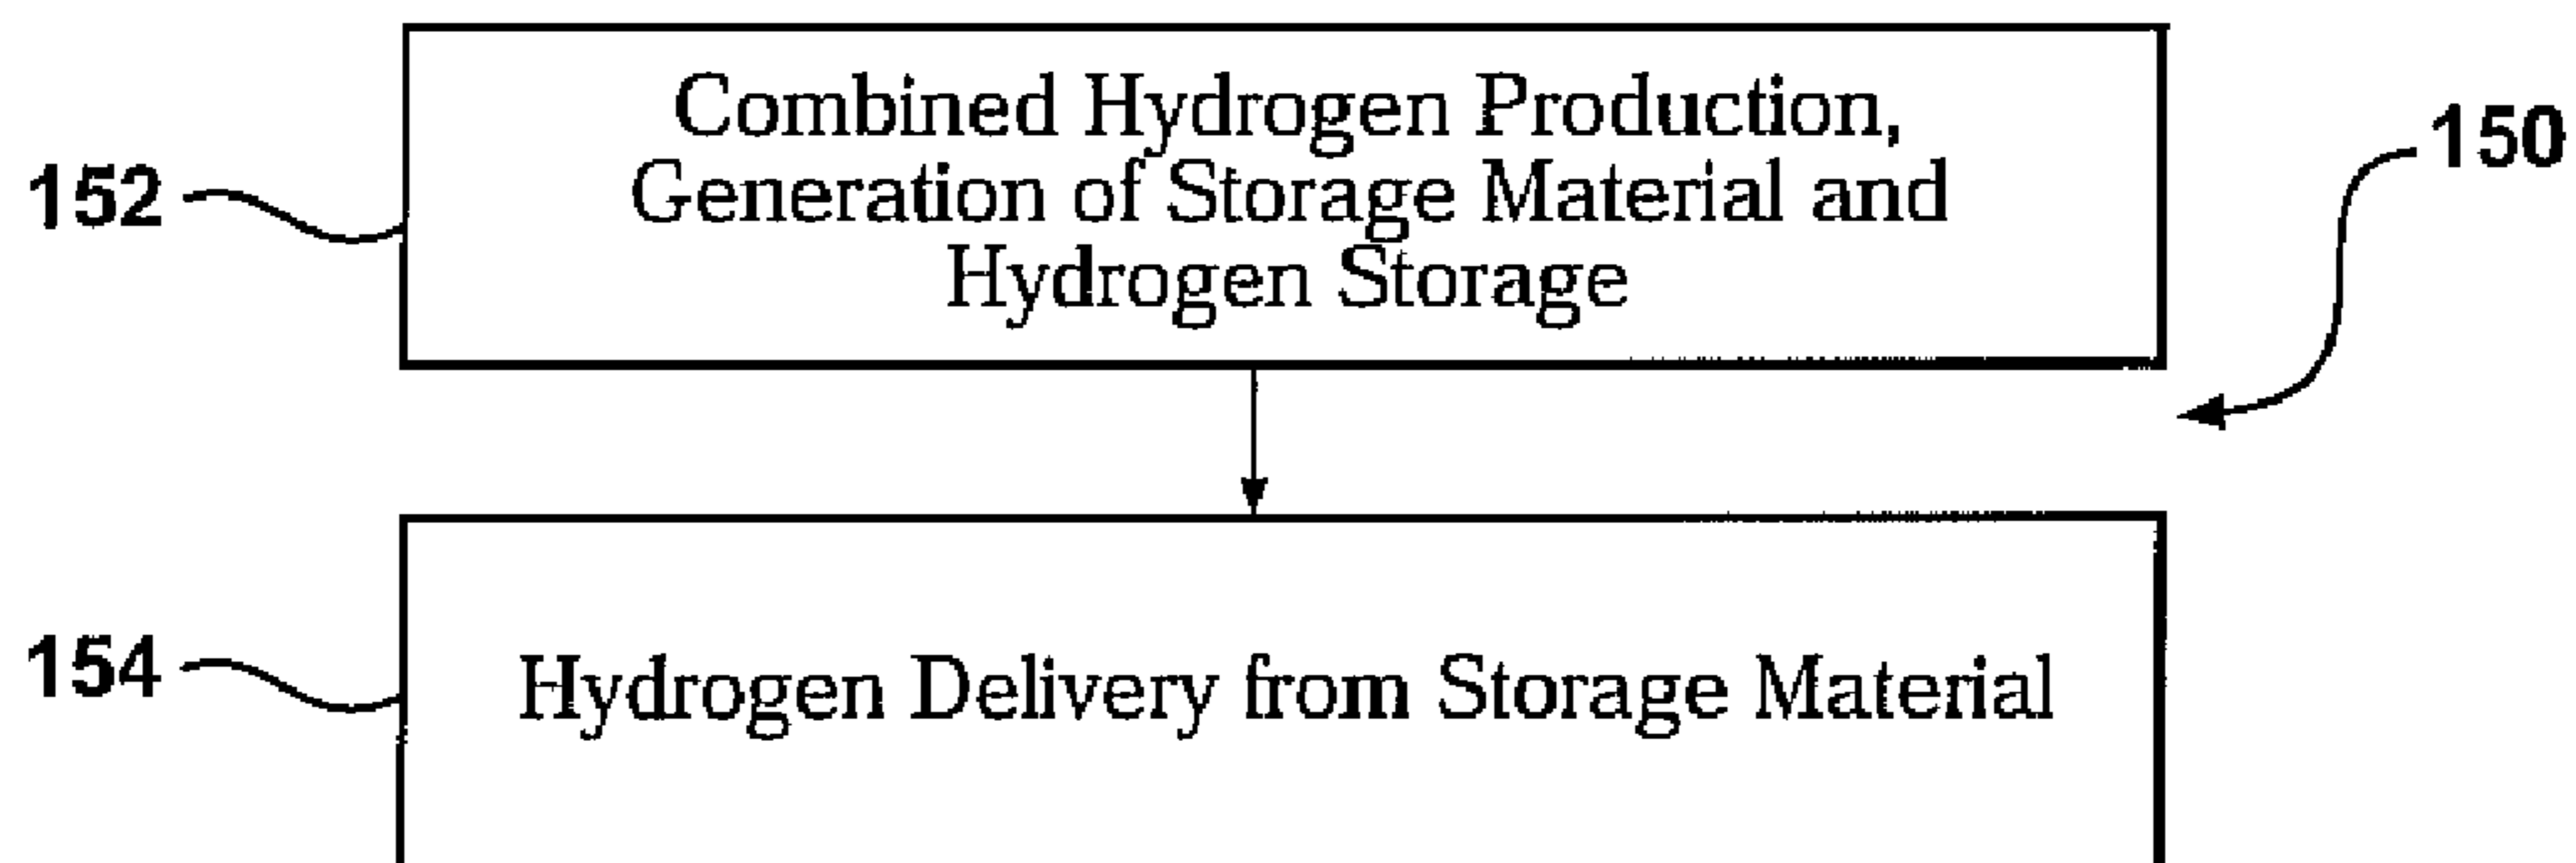 Combined Hydrogen Production,
Generation of Storage Material and
Hydrogen Storage
150
152
Hydrogen Delivery from Storage Material
154